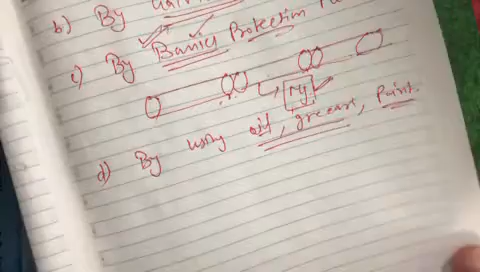 b) By
c) By Barrier Protection
Mg
d) By using oil, grease, paint.